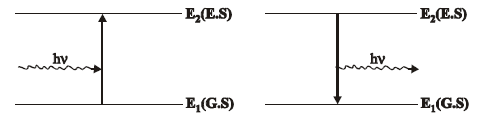 E₂(E.S) E₂(E.S)
hν hν
E₁(G.S) E₁(G.S)